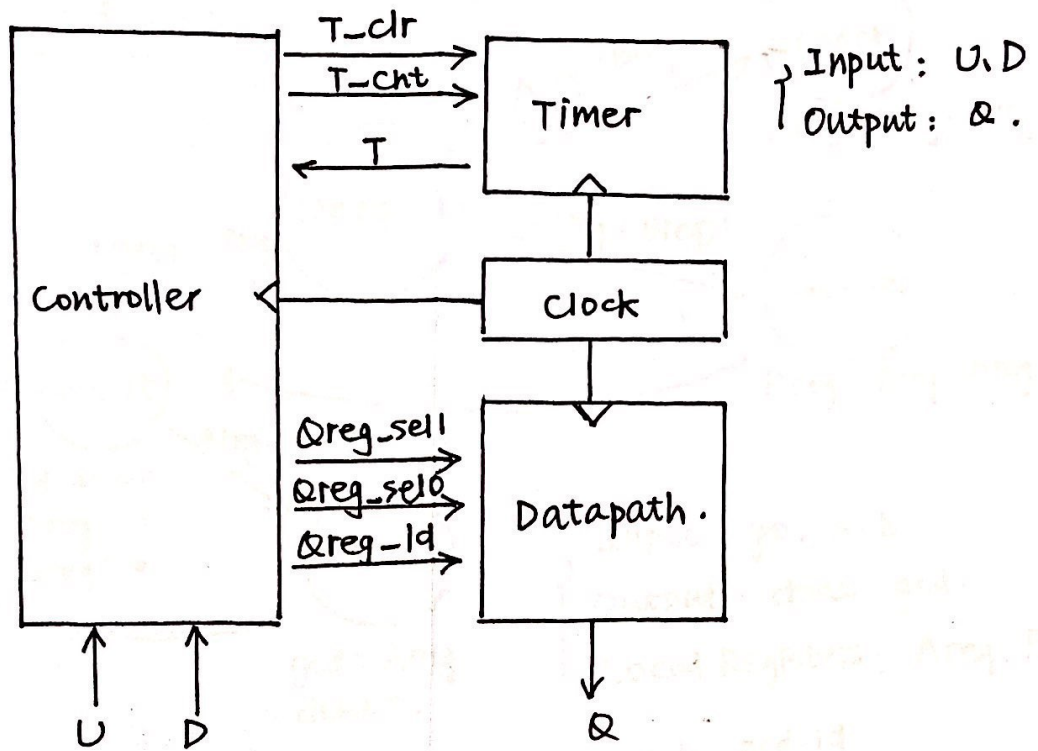 T_clr
T_cnt
Timer
T
Input : U、D
Output : Q .
Controller
Clock
Qreg_sel1
Qreg_sel0
Qreg_ld
Datapath .
U D
Q